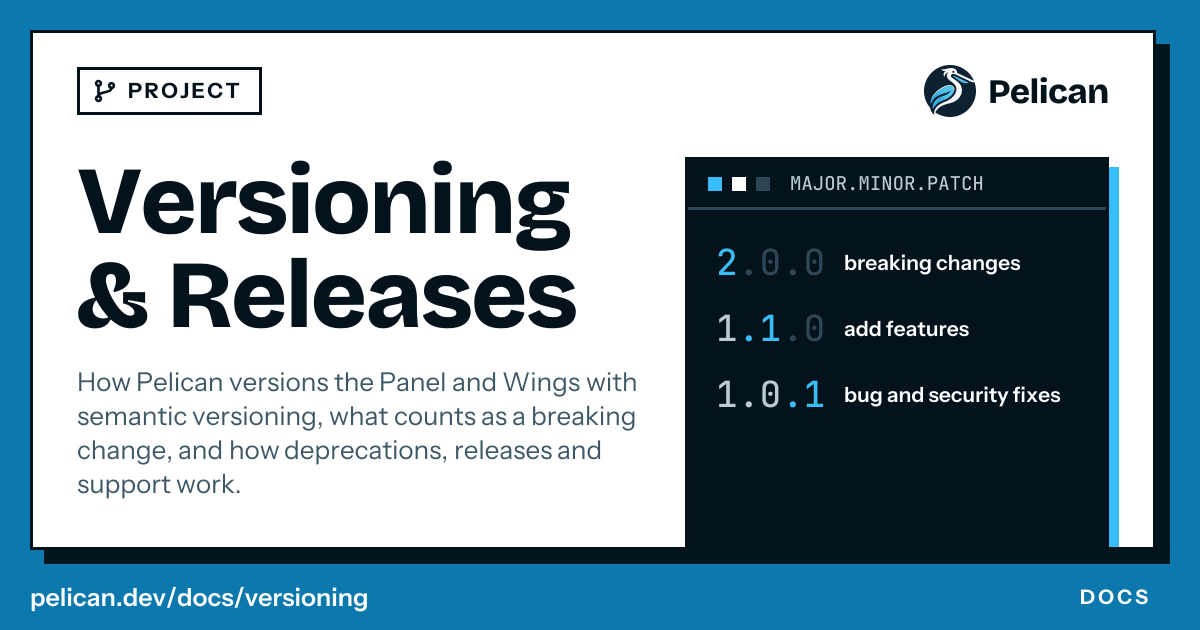 PROJECT
Pelican
Versioning
& Releases
How Pelican versions the Panel and Wings with
semantic versioning, what counts as a breaking
change, and how deprecations, releases and
support work.
MAJOR.MINOR.PATCH
2.0.0 breaking changes
1.1.0 add features
1.0.1 bug and security fixes
pelican.dev/docs/versioning
DOCS